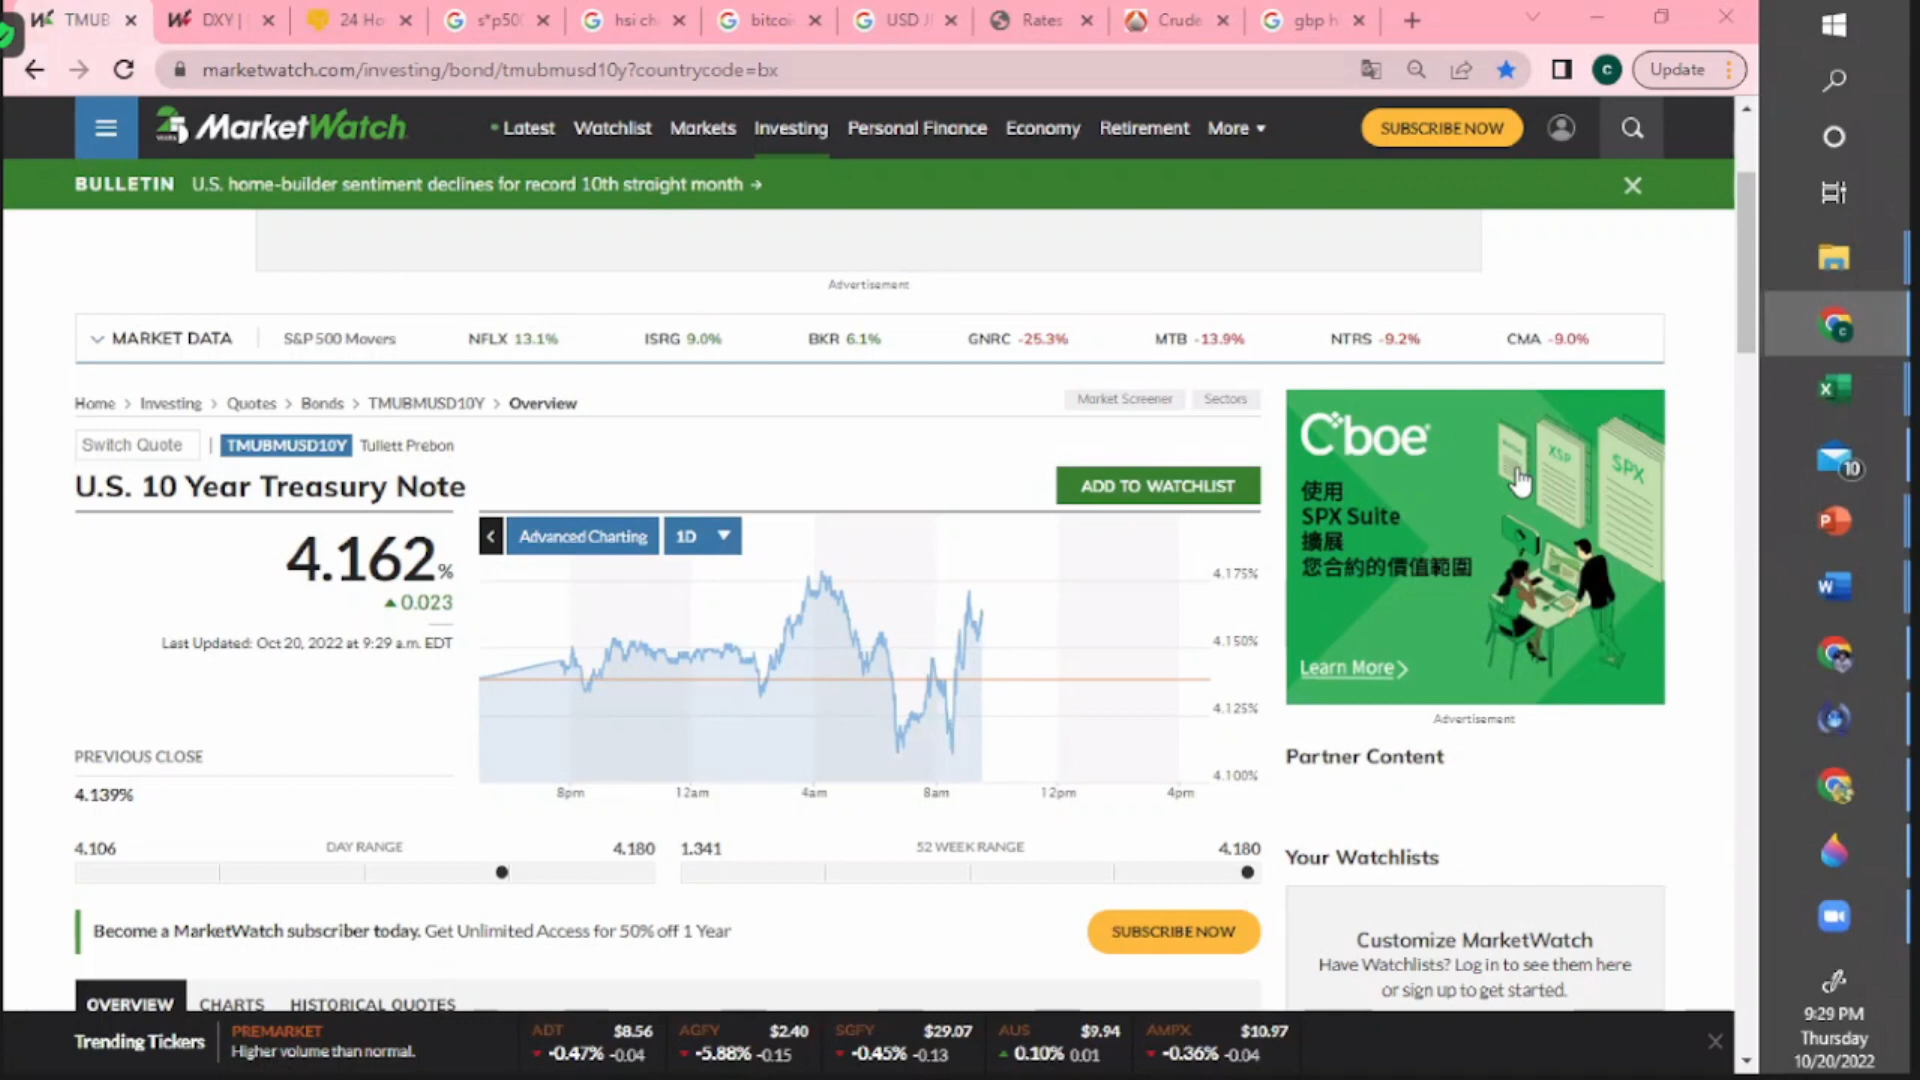 TMUB
DXY |
24 Ho
s*p50
hsi ch
bitcoi
USD J
Rates
Crude
gbp h
marketwatch.com/investing/bond/tmubmusd10y?countrycode=bx
C
Update
MarketWatch
Latest
Watchlist
Markets
Investing
Personal Finance
Economy
Retirement
More
SUBSCRIBE NOW
BULLETIN U.S. home-builder sentiment declines for record 10th straight month →
Advertisement
MARKET DATA
S&P 500 Movers
NFLX 13.1%
ISRG 9.0%
BKR 6.1%
GNRC -25.3%
MTB -13.9%
NTRS -9.2%
CMA -9.0%
Home > Investing > Quotes > Bonds > TMUBMUSD10Y > Overview
Market Screener
Sectors
Switch Quote | TMUBMUSD10Y Tullett Prebon
U.S. 10 Year Treasury Note
ADD TO WATCHLIST
4.162%
0.023
Last Updated: Oct 20, 2022 at 9:29 a.m. EDT
Advanced Charting
1D
4.175%
4.150%
4.125%
4.100%
8pm
12am
4am
8am
12pm
4pm
PREVIOUS CLOSE
4.139%
4.106 DAY RANGE 4.180
1.341 52 WEEK RANGE 4.180
Become a MarketWatch subscriber today. Get Unlimited Access for 50% off 1 Year
SUBSCRIBE NOW
OVERVIEW
CHARTS
HISTORICAL QUOTES
Cboe
XSP
SPX
使用
SPX Suite
擴展
您合約的價值範圍
Learn More
Advertisement
Partner Content
Your Watchlists
Customize MarketWatch
Have Watchlists? Log in to see them here
or sign up to get started.
Trending Tickers
PREMARKET
Higher volume than normal.
ADT $8.56
-0.47% -0.04
AGFY $2.40
-5.88% -0.15
SGFY $29.07
-0.45% -0.13
AUS $9.94
0.10% 0.01
AMPX $10.97
-0.36% -0.04
10
9:29 PM
Thursday
10/20/2022